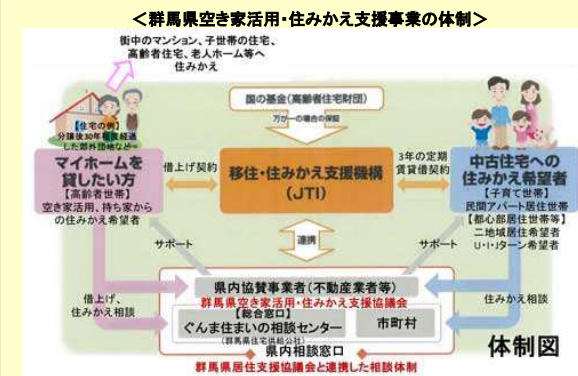 ＜群馬県空き家活用・住みかえ支援事業の体制＞
街中のマンション、子世帯の住宅、
高齢者住宅、老人ホーム等へ
住みかえ
国の基金(高齢者住宅財団)
万が一の場合の保証
【住宅の例】
分譲後30年程度経過
した郊外団地など
マイホームを
貸したい方
【高齢者世帯】
空き家活用、持ち家から
の住みかえ希望者
借上げ契約
移住・住みかえ支援機構
(JTI)
3年の定期
賃貸借契約
中古住宅への
住みかえ希望者
【子育て世帯】
民間アパート居住世帯
【都心部居住世帯等】
二地域居住希望者
U・I・Jターン希望者
連携
サポート
サポート
県内協賛事業者(不動産業者等)
群馬県空き家活用・住みかえ支援協議会
借上げ、
住みかえ相談
住みかえ相談
【総合窓口】
ぐんま住まいの相談センター
(群馬県住宅供給公社)
市町村
県内相談窓口
群馬県居住支援協議会と連携した相談体制
体制図